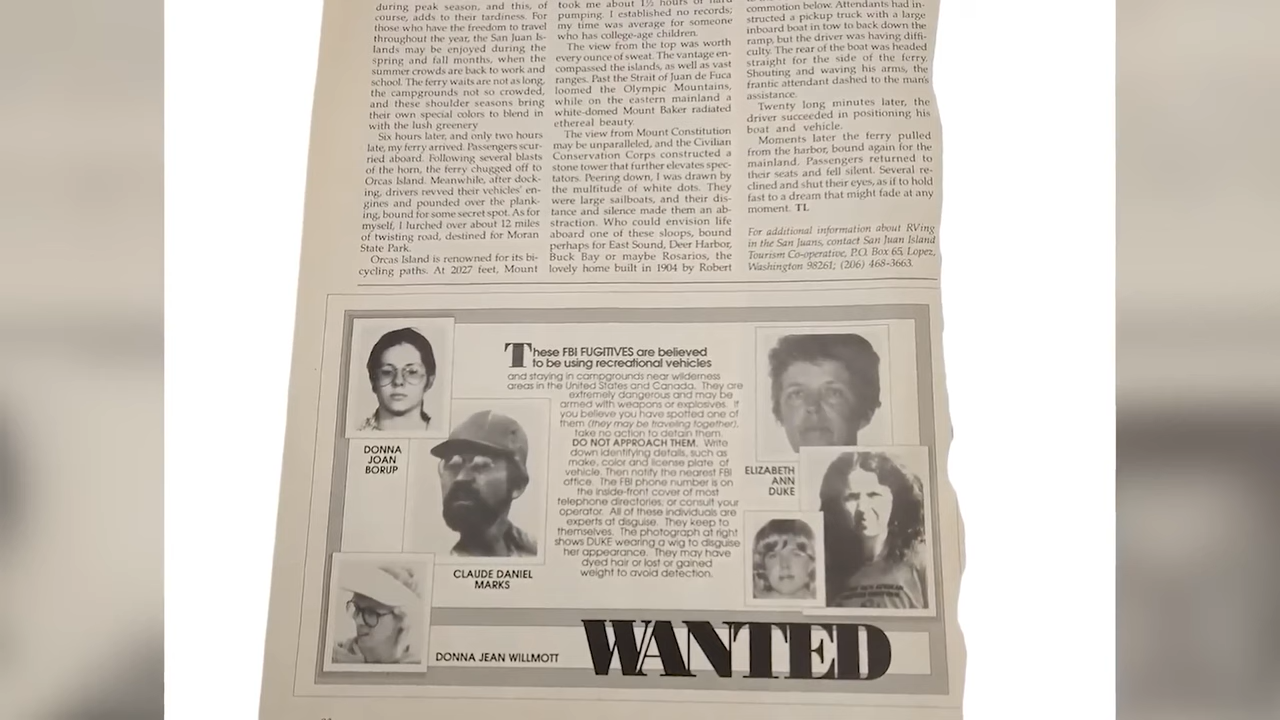 during peak season, and this, of
course, adds to their tardiness. For
those who have the freedom to travel
throughout the year, the San Juan Is-
lands may be enjoyed during the
spring and fall months, when the
summer crowds are back to work and
school. The ferry waits are not as long,
the campgrounds not so crowded,
and these shoulder seasons bring
their own special colors to blend in
with the lush greenery
Six hours later, and only two hours
late, my ferry arrived. Passengers scur-
ried aboard. Following several blasts
of the horn, the ferry chugged off to
Orcas Island. Meanwhile, after dock-
ing, drivers revved their vehicles' en-
gines and pounded over the plank-
ing, bound for some secret spot. As for
myself, I lurched over about 12 miles
of twisting road, destined for Moran
State Park.
Orcas Island is renowned for its bi-
cycling paths. At 2027 feet, Mount
took me about 1½ hours of hard
pumping. I established no records;
my time was average for someone
who has college-age children.
The view from the top was worth
every ounce of sweat. The vantage en-
compassed the islands, as well as vast
ranges. Past the Strait of Juan de Fuca
loomed the Olympic Mountains,
while on the eastern mainland a
white-domed Mount Baker radiated
ethereal beauty.
The view from Mount Constitution
may be unparalleled, and the Civilian
Conservation Corps constructed a
stone tower that further elevates spec-
tators. Peering down, I was drawn by
the multitude of white dots. They
were large sailboats, and their dis-
tance and silence made them an ab-
straction. Who could envision life
aboard one of these sloops, bound
perhaps for East Sound, Deer Harbor,
Buck Bay or maybe Rosarios, the
lovely home built in 1904 by Robert
commotion below. Attendants had in-
structed a pickup truck with a large
inboard boat in tow to back down the
ramp, but the driver was having diffi-
culty. The rear of the boat was headed
straight for the side of the ferry.
Shouting and waving his arms, the
frantic attendant dashed to the man's
assistance.
Twenty long minutes later, the
driver succeeded in positioning his
boat and vehicle.
Moments later the ferry pulled
from the harbor, bound again for the
mainland. Passengers returned to
their seats and fell silent. Several re-
clined and shut their eyes, as if to hold
fast to a dream that might fade at any
moment. TL
For additional information about RVing
in the San Juans, contact San Juan Island
Tourism Co-operative, P.O. Box 65, Lopez,
Washington 98261; (206) 468-3663.
These FBI FUGITIVES are believed
to be using recreational vehicles
and staying in campgrounds near wilderness
areas in the United States and Canada. They are
extremely dangerous and may be
armed with weapons or explosives. If
you believe you have spotted one of
them (they may be traveling together),
take no action to detain them.
DO NOT APPROACH THEM. Write
down identifying details, such as
make, color and license plate of
vehicle. Then notify the nearest FBI
office. The FBI phone number is on
the inside-front cover of most
telephone directories, or consult your
operator. All of these individuals are
experts at disguise. They keep to
themselves. The photograph at right
shows DUKE wearing a wig to disguise
her appearance. They may have
dyed hair or lost or gained
weight to avoid detection.
DONNA
JOAN
BORUP
CLAUDE DANIEL
MARKS
ELIZABETH
ANN
DUKE
DONNA JEAN WILLMOTT
WANTED